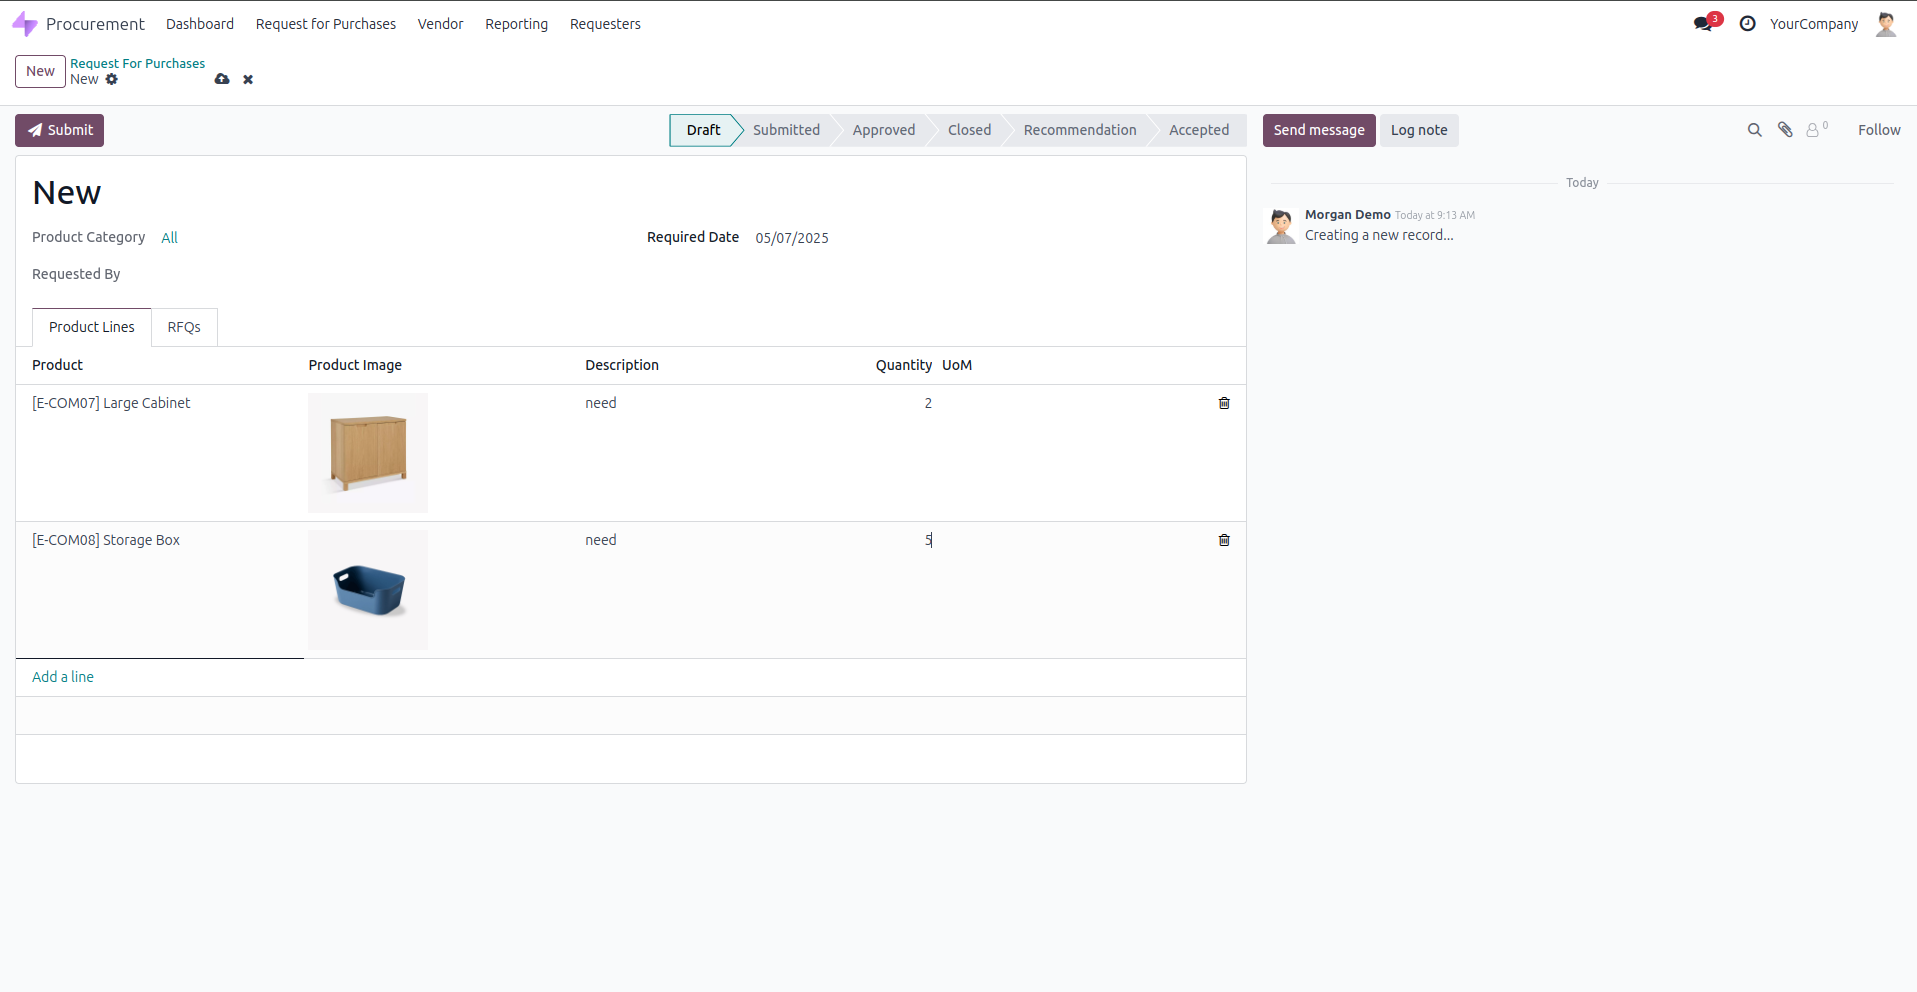 Procurement Dashboard Request for Purchases Vendor Reporting Requesters 3 YourCompany
New Request For Purchases
New
Submit Draft Submitted Approved Closed Recommendation Accepted Send message Log note 0 Follow
New
Today
Product Category All Required Date 05/07/2025
Morgan Demo Today at 9:13 AM
Creating a new record...
Requested By
Product Lines RFQs
Product Product Image Description Quantity UoM
[E-COM07] Large Cabinet need 2
[E-COM08] Storage Box need 5
Add a line